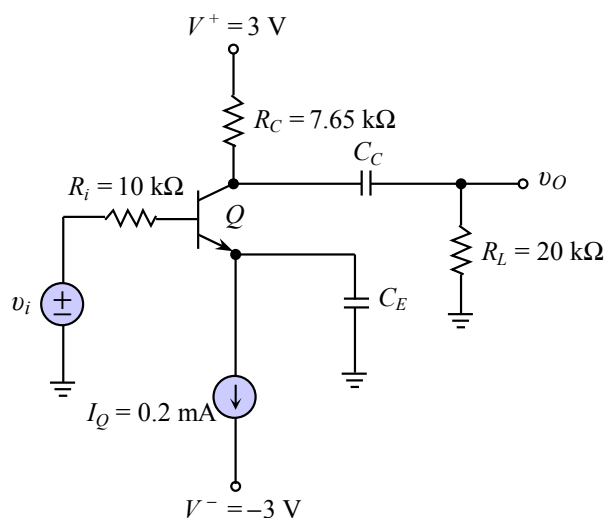 V⁺ = 3 V
R_C = 7.65 kΩ
C_C
R_i = 10 kΩ
Q
υ_O
R_L = 20 kΩ
υ_i
+
−
C_E
I_Q = 0.2 mA
V⁻ = −3 V